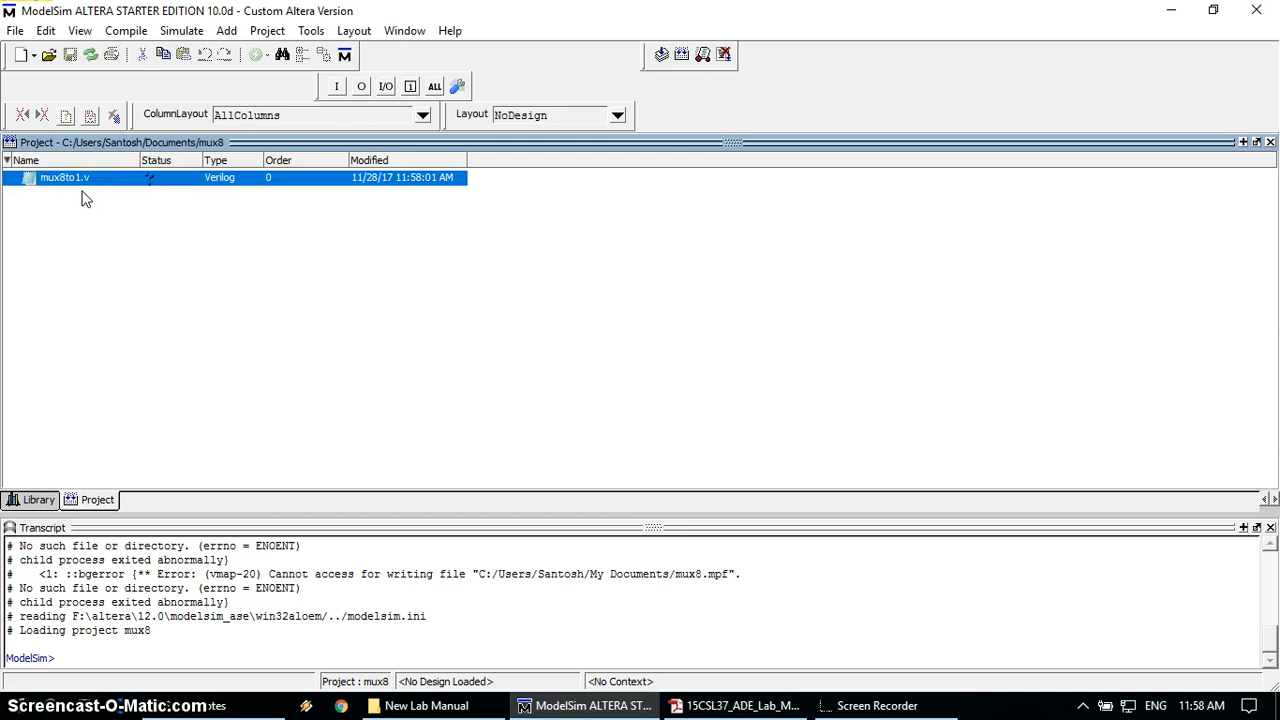 ModelSim ALTERA STARTER EDITION 10.0d - Custom Altera Version
File Edit View Compile Simulate Add Project Tools Layout Window Help
I O I/O i ALL
ColumnLayout AllColumns Layout NoDesign
Project - C:/Users/Santosh/Documents/mux8
Name Status Type Order Modified
mux8to1.v ? Verilog 0 11/28/17 11:58:01 AM
Library Project
Transcript
# No such file or directory. (errno = ENOENT)
# child process exited abnormally}
# <1: ::bgerror {** Error: (vmap-20) Cannot access for writing file "C:/Users/Santosh/My Documents/mux8.mpf".
# No such file or directory. (errno = ENOENT)
# child process exited abnormally}
# reading F:\altera\12.0\modelsim_ase\win32aloem/../modelsim.ini
# Loading project mux8
ModelSim>
Project : mux8 <No Design Loaded> <No Context>
Screencast-O-Matic.com otes New Lab Manual ModelSim ALTERA ST... 15CSL37_ADE_Lab_M... Screen Recorder ENG 11:58 AM